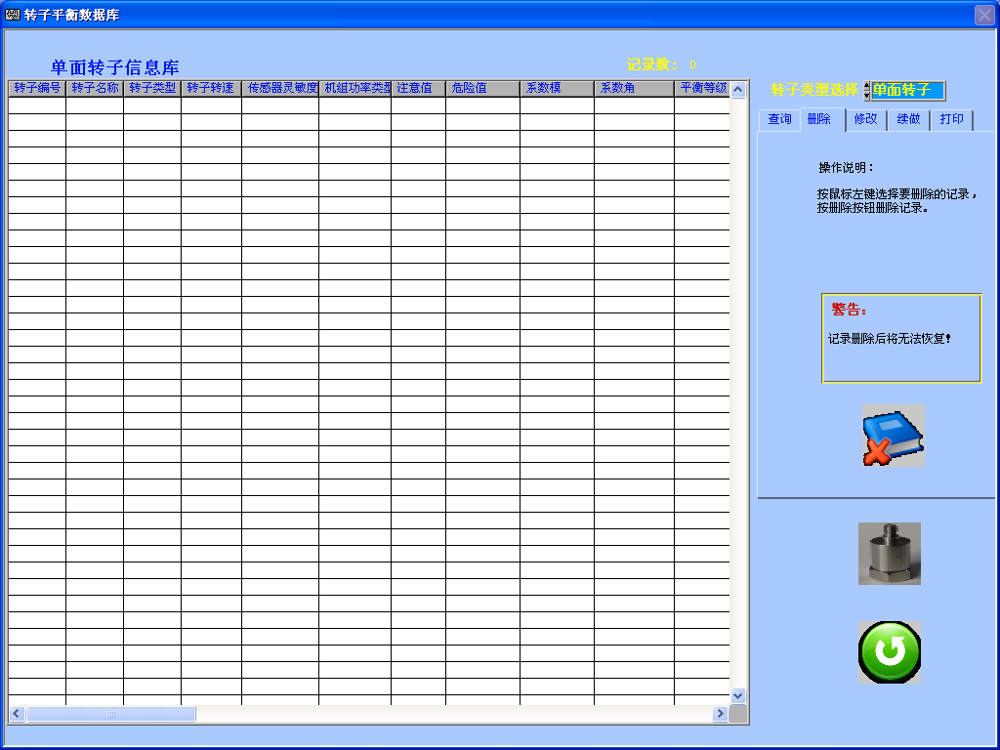 转子平衡数据库
单面转子信息库
记录数: 0
转子编号 转子名称 转子类型 转子转速 传感器灵敏度 机组功率类型 注意值 危险值 系数模 系数角 平衡等级
转子类型选择 单面转子
查询 删除 修改 续做 打印
操作说明：
按鼠标左键选择要删除的记录，
按删除按钮删除记录。
警告:
记录删除后将无法恢复!